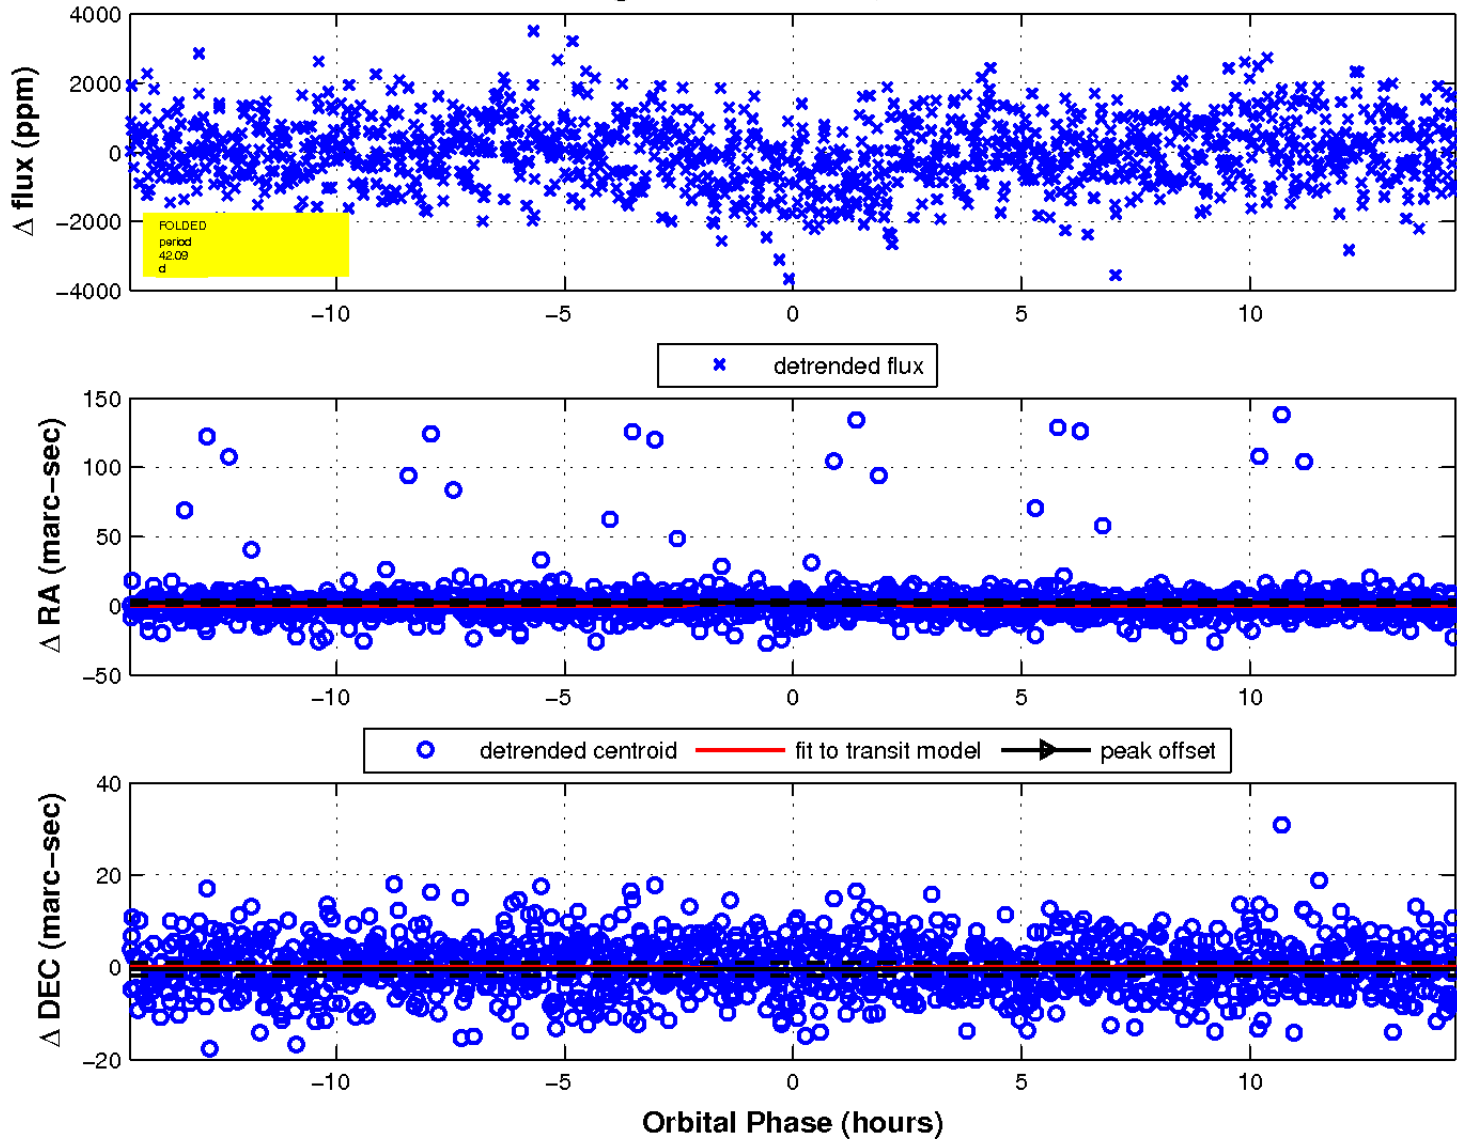 4000
2000
0
−2000
−4000
Δ flux (ppm)
FOLDED
period
42.09
d
−10
−5
0
5
10
detrended flux
150
100
50
0
−50
Δ RA (marc−sec)
−10
−5
0
5
10
detrended centroid
fit to transit model
peak offset
40
20
0
−20
Δ DEC (marc−sec)
−10
−5
0
5
10
Orbital Phase (hours)